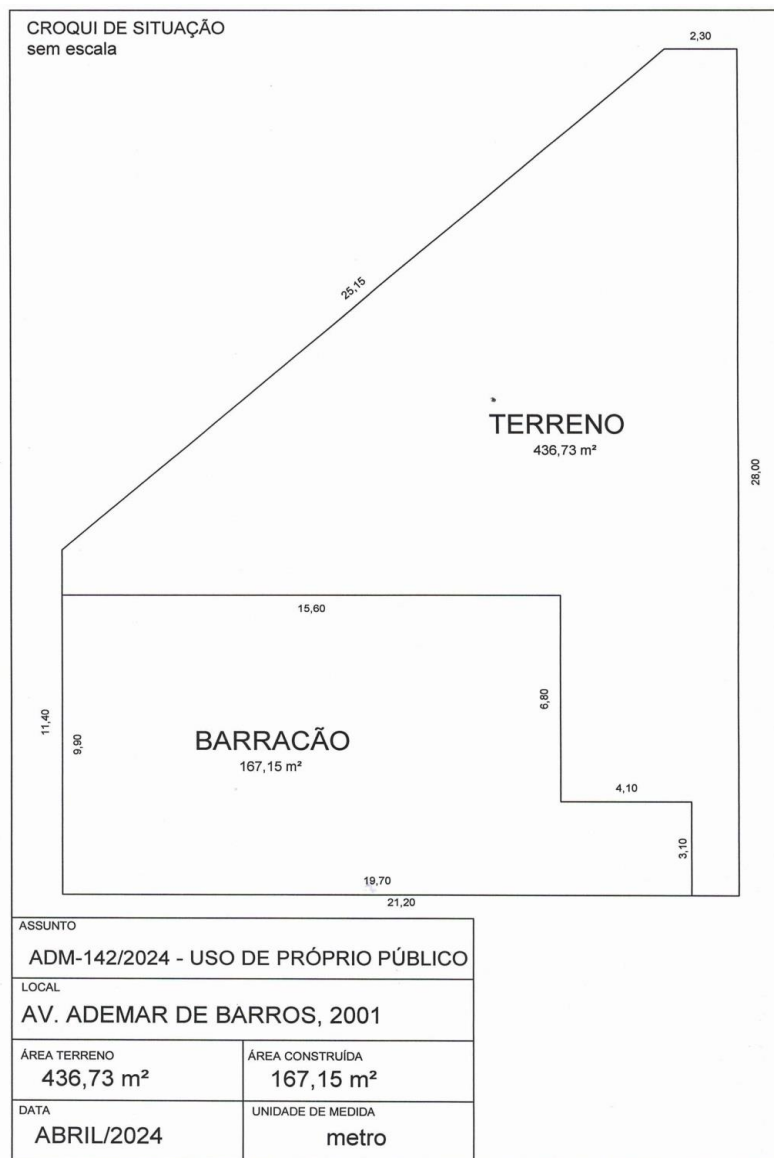 CROQUI DE SITUAÇÃO
sem escala
2,30
25,15
TERRENO
436,73 m²
28,00
15,60
11,40
9,90
6,80
BARRACÃO
167,15 m²
4,10
3,10
19,70
21,20
ASSUNTO
ADM-142/2024 - USO DE PRÓPRIO PÚBLICO
LOCAL
AV. ADEMAR DE BARROS, 2001
ÁREA TERRENO
436,73 m²
ÁREA CONSTRUÍDA
167,15 m²
DATA
ABRIL/2024
UNIDADE DE MEDIDA
metro